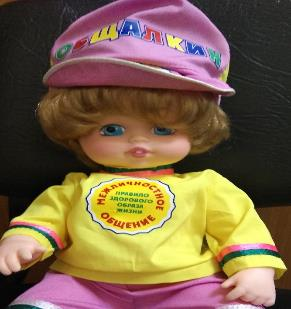 ОБЩАЛКИН
МЕЖЛИЧНОСТНОЕ
ПРАВИЛО
ЗДОРОВОГО
ОБРАЗА
ЖИЗНИ
ОБЩЕНИЕ